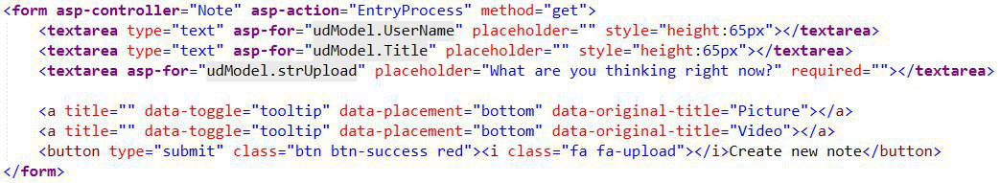 <form asp-controller="Note" asp-action="EntryProcess" method="get">
<textarea type="text" asp-for="udModel.UserName" placeholder="" style="height:65px"></textarea>
<textarea type="text" asp-for="udModel.Title" placeholder="" style="height:65px"></textarea>
<textarea asp-for="udModel.strUpload" placeholder="What are you thinking right now?" required=""></textarea>
<a title="" data-toggle="tooltip" data-placement="bottom" data-original-title="Picture"></a>
<a title="" data-toggle="tooltip" data-placement="bottom" data-original-title="Video"></a>
<button type="submit" class="btn btn-success red"><i class="fa fa-upload"></i>Create new note</button>
</form>